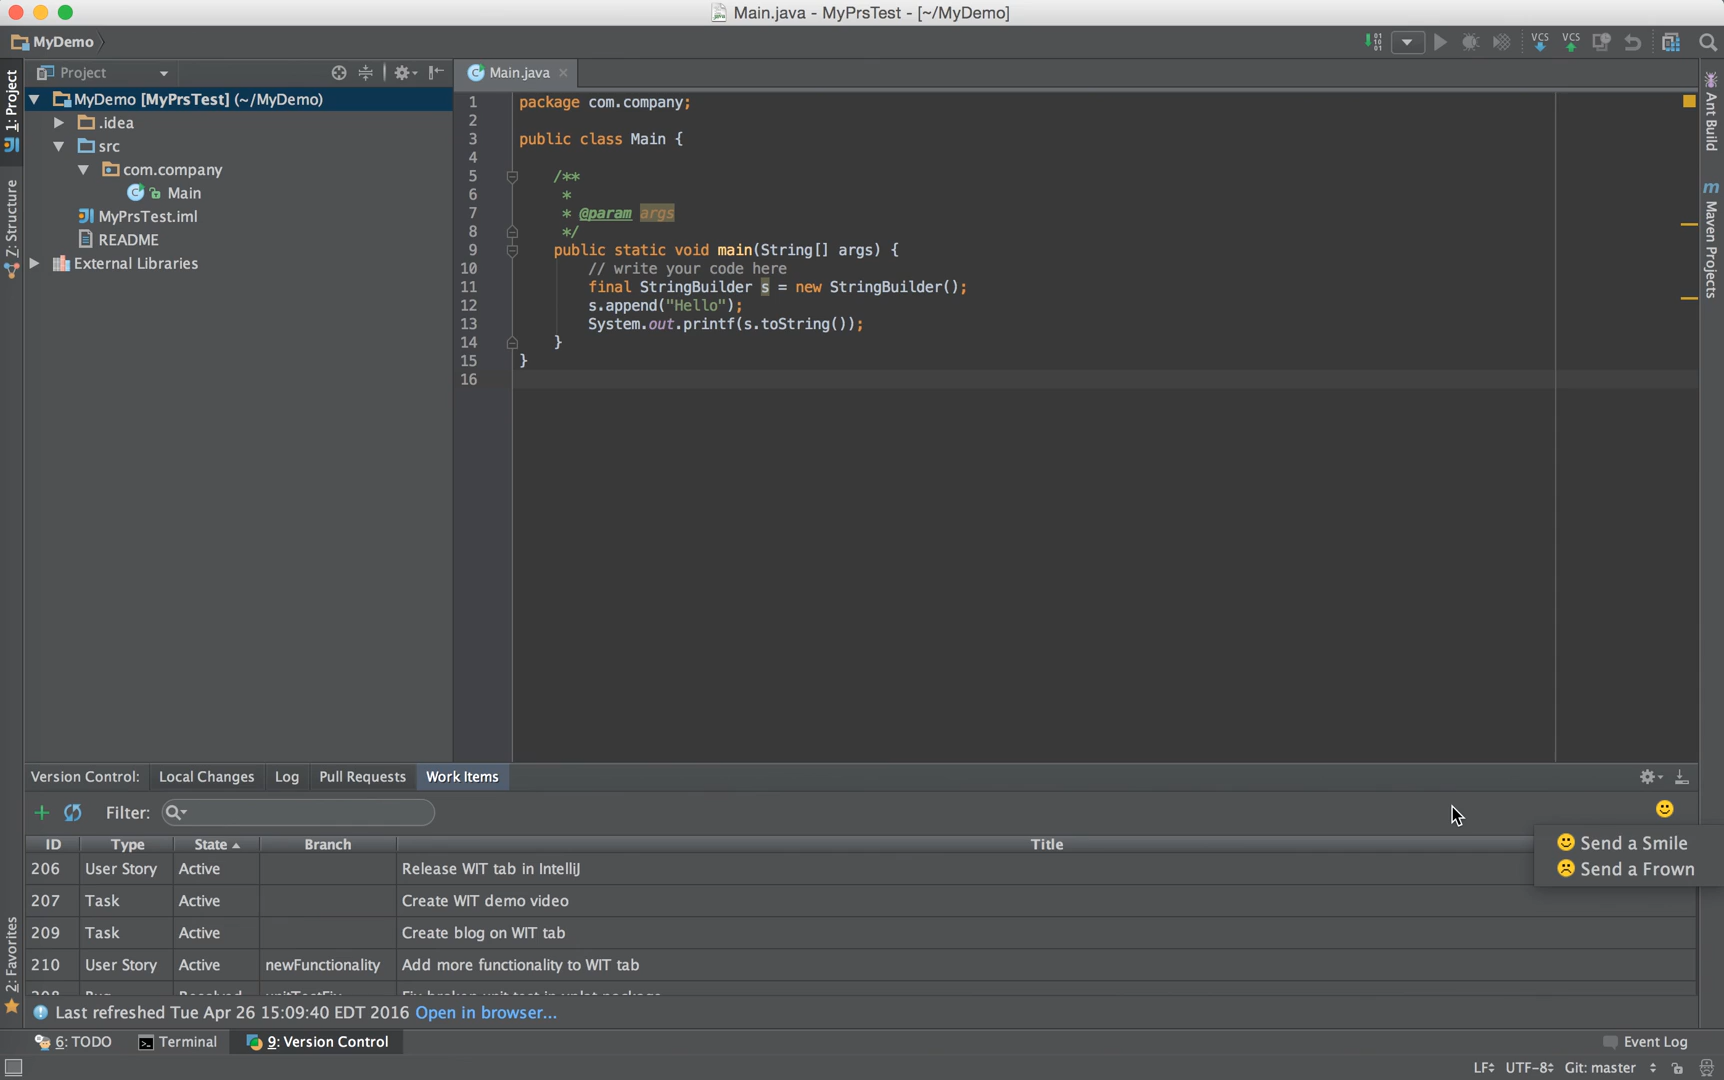 Main.java - MyPrsTest - [~/MyDemo]
MyDemo
VCS VCS
1: Project
Z: Structure
2: Favorites
Project
Main.java
MyDemo [MyPrsTest] (~/MyDemo)
.idea
src
com.company
Main
MyPrsTest.iml
README
External Libraries
1 package com.company;
2
3 public class Main {
4
5 /**
6 *
7 * @param args
8 */
9 public static void main(String[] args) {
10 // write your code here
11 final StringBuilder s = new StringBuilder();
12 s.append("Hello");
13 System.out.printf(s.toString());
14 }
15 }
16
Ant Build
m Maven Projects
Version Control: Local Changes Log Pull Requests Work Items
Filter:
Send a Smile
Send a Frown
ID Type State Branch Title
206 User Story Active Release WIT tab in IntelliJ
207 Task Active Create WIT demo video
209 Task Active Create blog on WIT tab
210 User Story Active newFunctionality Add more functionality to WIT tab
Last refreshed Tue Apr 26 15:09:40 EDT 2016 Open in browser...
6: TODO Terminal 9: Version Control Event Log
LF UTF-8 Git: master